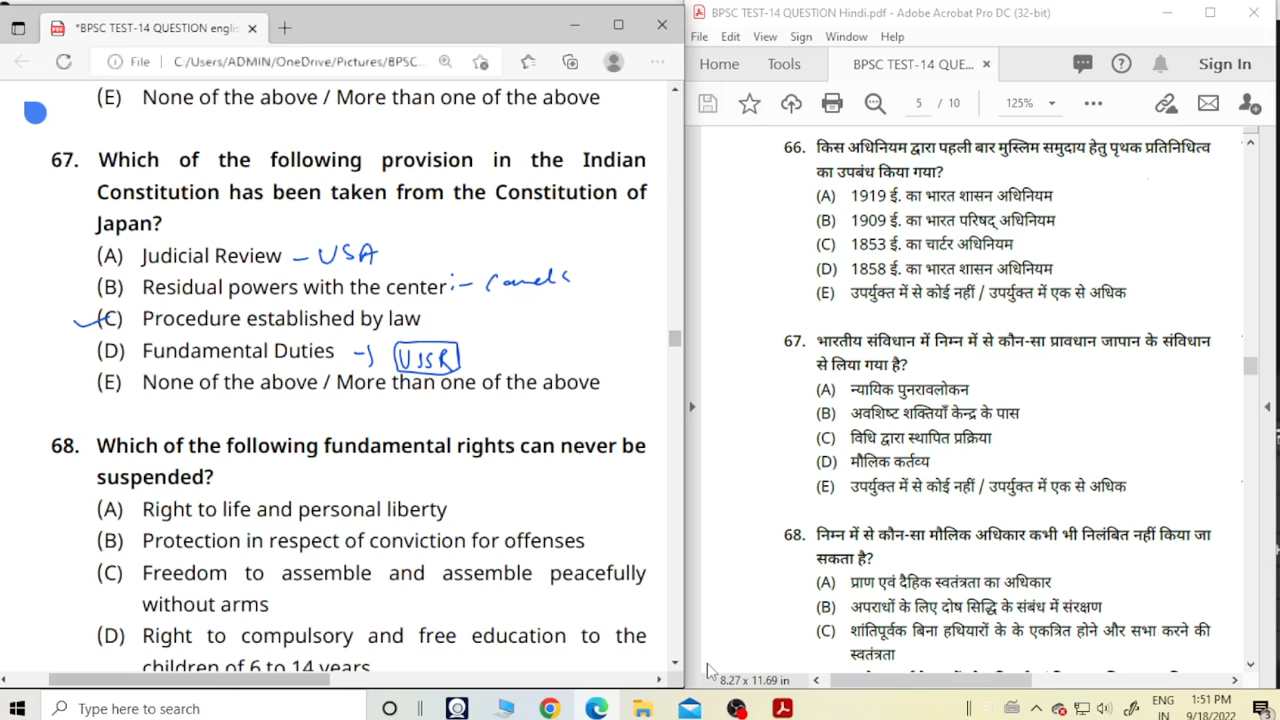 *BPSC TEST-14 QUESTION englis
File
C:/Users/ADMIN/OneDrive/Pictures/BPSC...
(E) None of the above / More than one of the above
67. Which of the following provision in the Indian
Constitution has been taken from the Constitution of
Japan?
(A) Judicial Review – USA
(B) Residual powers with the center :-
(C) Procedure established by law
(D) Fundamental Duties → USSR
(E) None of the above / More than one of the above
68. Which of the following fundamental rights can never be
suspended?
(A) Right to life and personal liberty
(B) Protection in respect of conviction for offenses
(C) Freedom to assemble and assemble peacefully
without arms
(D) Right to compulsory and free education to the
children of 6 to 14 years
BPSC TEST-14 QUESTION Hindi.pdf - Adobe Acrobat Pro DC (32-bit)
File Edit View Sign Window Help
Home Tools BPSC TEST-14 QUE... Sign In
5 / 10 125%
66. किस अधिनियम द्वारा पहली बार मुस्लिम समुदाय हेतु पृथक प्रतिनिधित्व
का उपबंध किया गया?
(A) 1919 ई. का भारत शासन अधिनियम
(B) 1909 ई. का भारत परिषद् अधिनियम
(C) 1853 ई. का चार्टर अधिनियम
(D) 1858 ई. का भारत शासन अधिनियम
(E) उपर्युक्त में से कोई नहीं / उपर्युक्त में एक से अधिक
67. भारतीय संविधान में निम्न में से कौन-सा प्रावधान जापान के संविधान
से लिया गया है?
(A) न्यायिक पुनरावलोकन
(B) अवशिष्ट शक्तियाँ केन्द्र के पास
(C) विधि द्वारा स्थापित प्रक्रिया
(D) मौलिक कर्तव्य
(E) उपर्युक्त में से कोई नहीं / उपर्युक्त में एक से अधिक
68. निम्न में से कौन-सा मौलिक अधिकार कभी भी निलंबित नहीं किया जा
सकता है?
(A) प्राण एवं दैहिक स्वतंत्रता का अधिकार
(B) अपराधों के लिए दोष सिद्धि के संबंध में संरक्षण
(C) शांतिपूर्वक बिना हथियारों के के एकत्रित होने और सभा करने की
स्वतंत्रता
8.27 x 11.69 in
Type here to search
ENG
IN
1:51 PM
9/18/2022